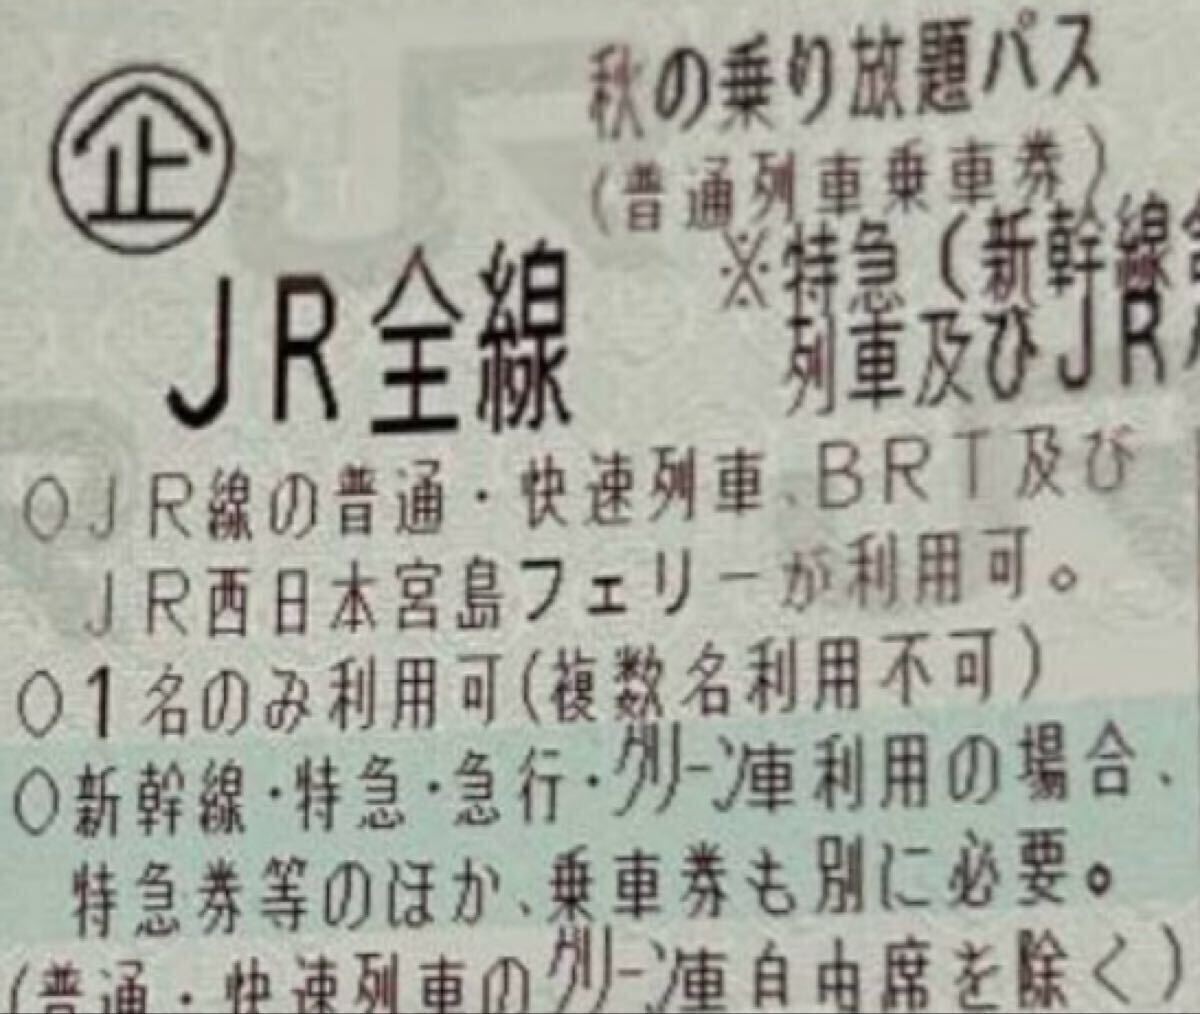 秋の乗り放題パス
企
(普通列車乗車券)
※特急(新幹線含
JR全線
列車及びJR
○JR線の普通・快速列車、BRT及び
JR西日本宮島フェリーが利用可。
○1名のみ利用可(複数名利用不可)
○新幹線・特急・急行・グリーン車利用の場合、
特急券等のほか、乗車券も別に必要。
(普通・快速列車のグリーン車自由席を除く)